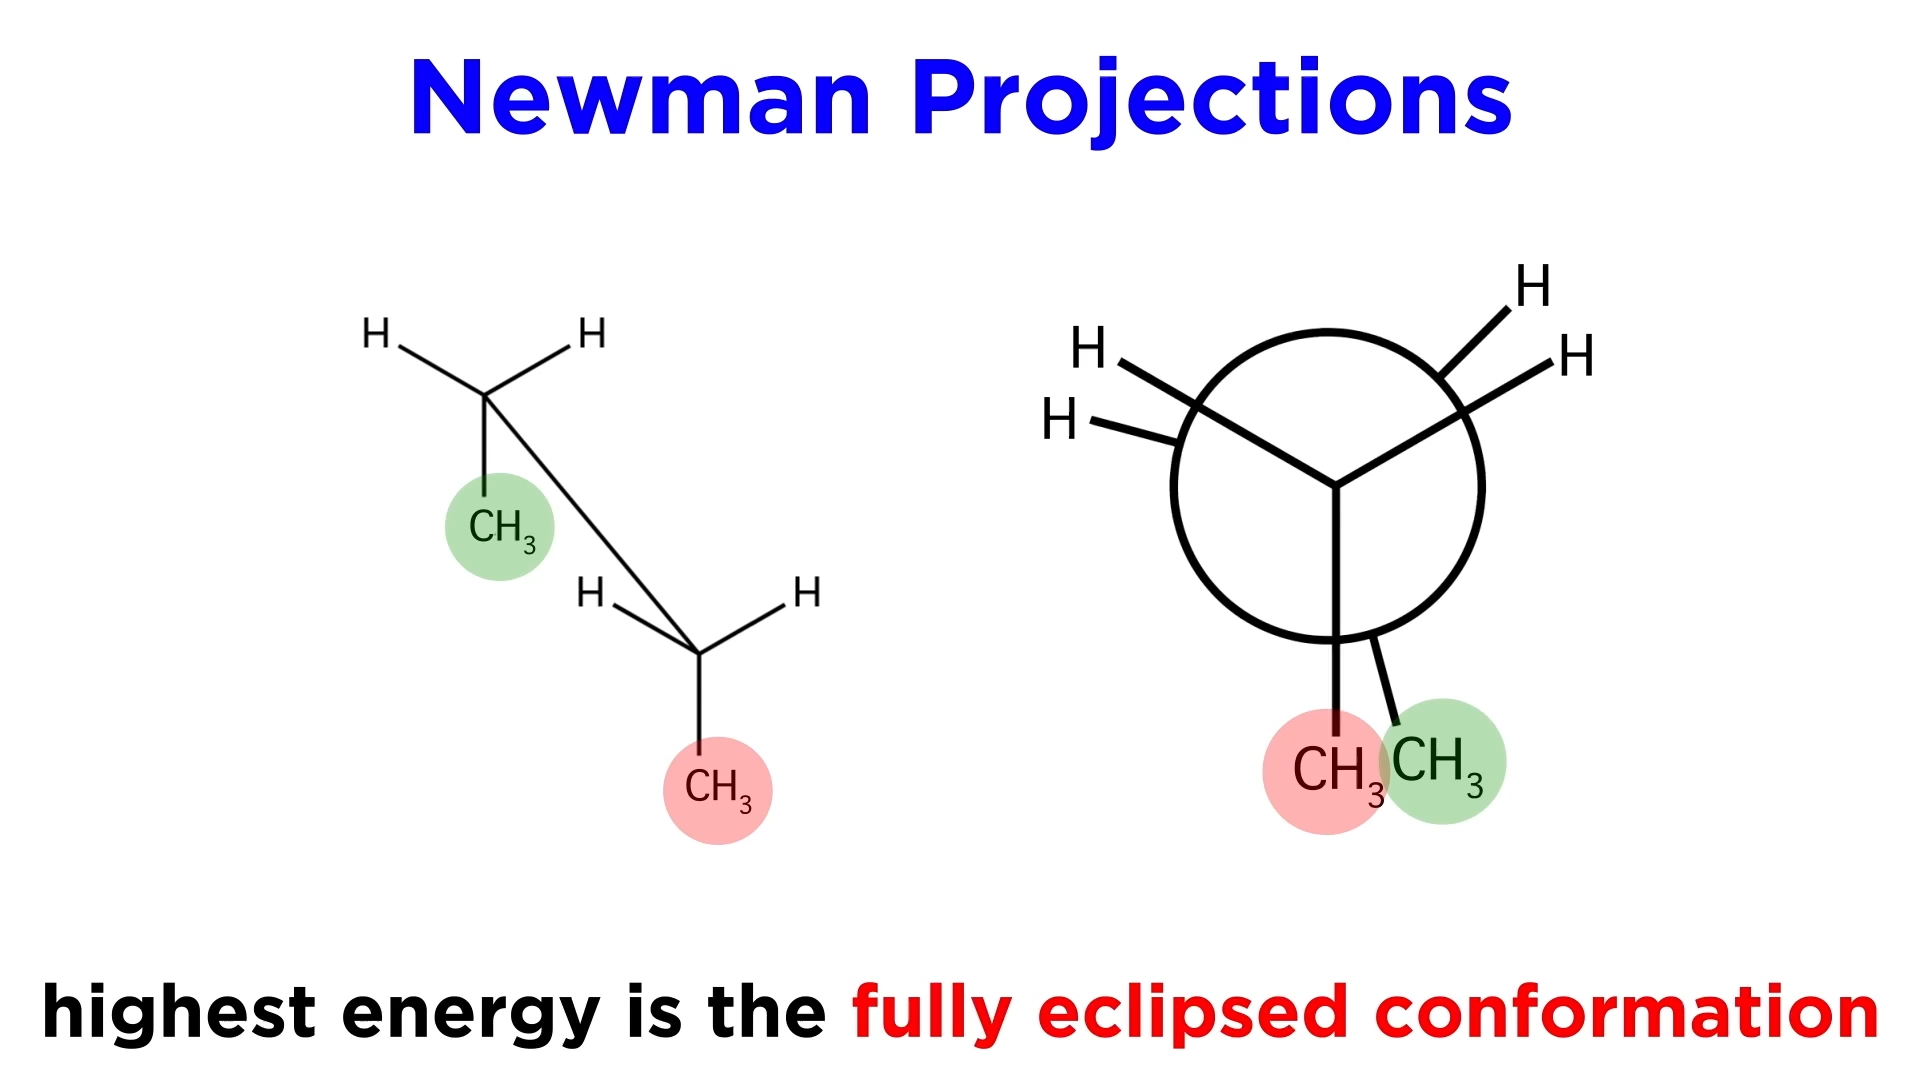 Newman Projections
H H
CH₃
H H
CH₃
H
H
H
H
CH₃ CH₃
highest energy is the fully eclipsed conformation